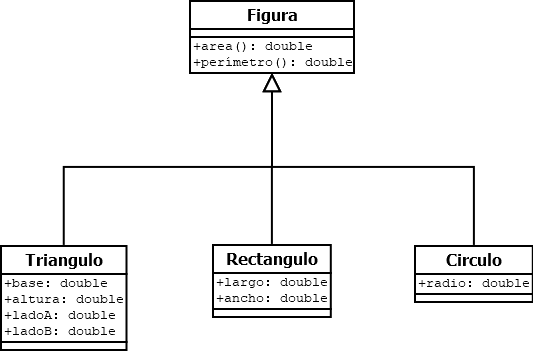 Figura
+area(): double
+perímetro(): double
Triangulo
+base: double
+altura: double
+ladoA: double
+ladoB: double
Rectangulo
+largo: double
+ancho: double
Circulo
+radio: double